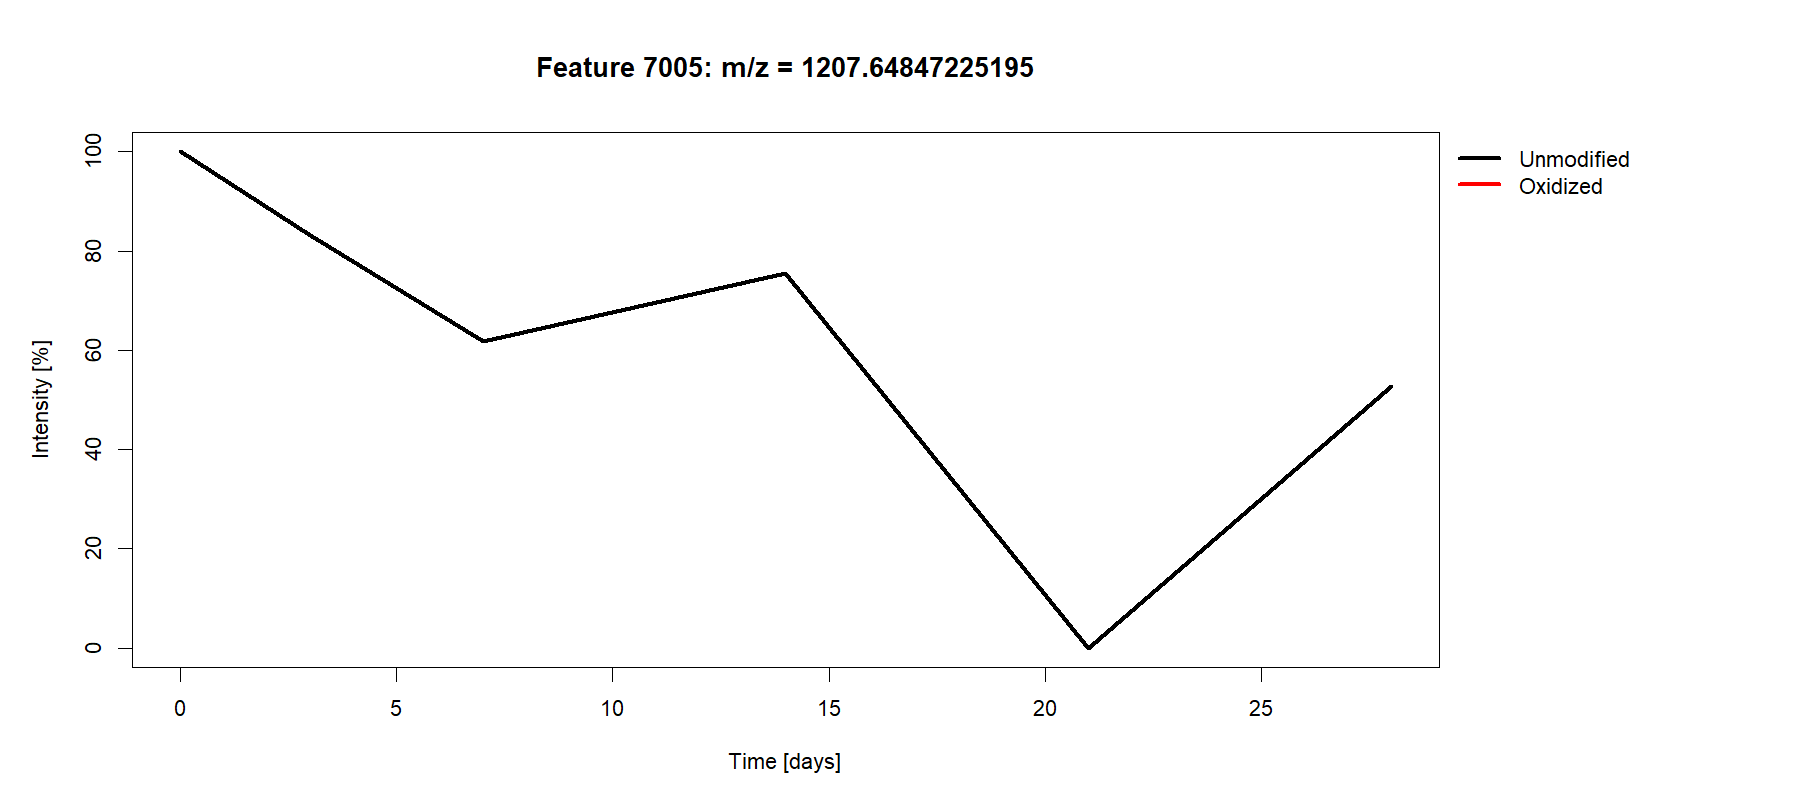 Feature 7005: m/z = 1207.64847225195
Unmodified
Oxidized
Intensity [%]
100
80
60
40
20
0
0 5 10 15 20 25
Time [days]